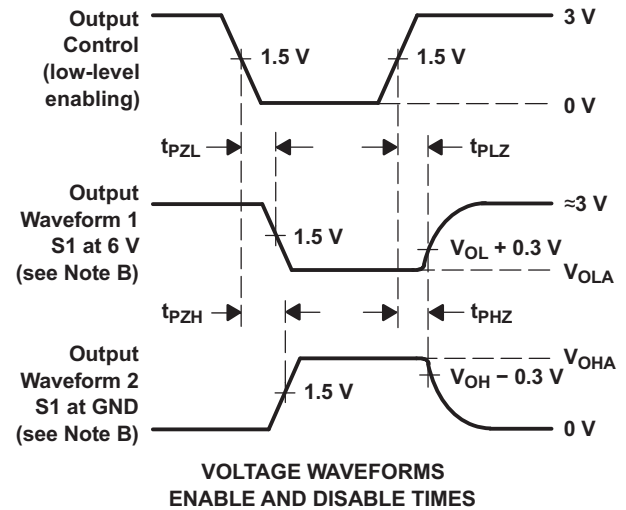 Output
Control
(low-level
enabling)
1.5 V
1.5 V
3 V
0 V
tPZL
tPLZ
Output
Waveform 1
S1 at 6 V
(see Note B)
1.5 V
≈3 V
VOL + 0.3 V
VOLA
tPZH
tPHZ
Output
Waveform 2
S1 at GND
(see Note B)
1.5 V
VOHA
VOH − 0.3 V
0 V
VOLTAGE WAVEFORMS
ENABLE AND DISABLE TIMES